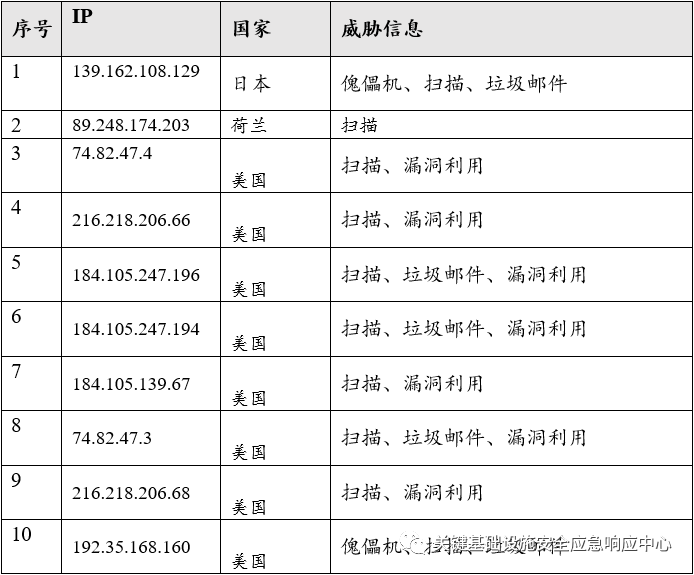 序号 IP 国家 威胁信息
1 139.162.108.129 日本 傀儡机、扫描、垃圾邮件
2 89.248.174.203 荷兰 扫描
3 74.82.47.4 美国 扫描、漏洞利用
4 216.218.206.66 美国 扫描、漏洞利用
5 184.105.247.196 美国 扫描、垃圾邮件、漏洞利用
6 184.105.247.194 美国 扫描、垃圾邮件、漏洞利用
7 184.105.139.67 美国 扫描、漏洞利用
8 74.82.47.3 美国 扫描、垃圾邮件、漏洞利用
9 216.218.206.68 美国 扫描、漏洞利用
10 192.35.168.160 美国 傀儡机、扫描、垃圾邮件
关键基础设施安全应急响应中心